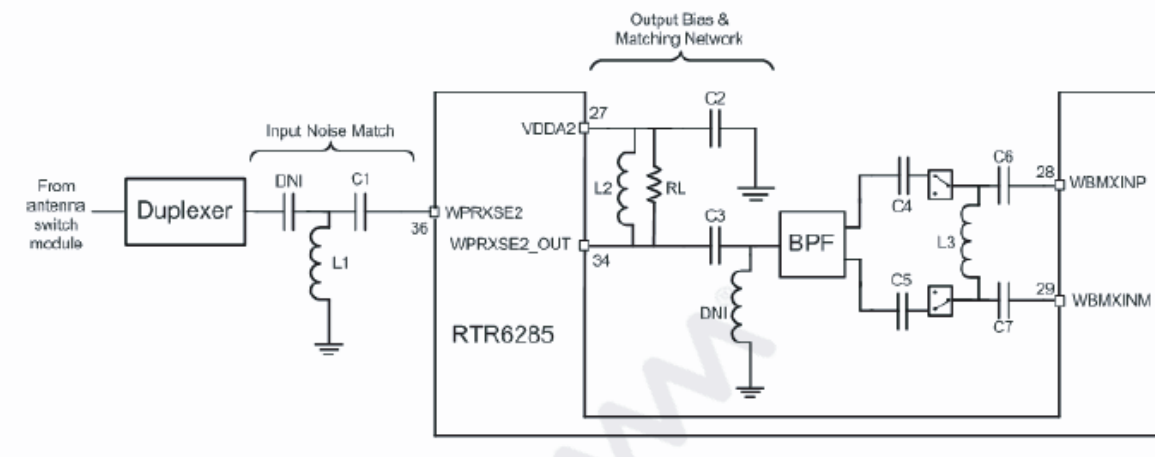 Output Bias &
Matching Network
Input Noise Match
From
antenna
switch
module
Duplexer
DNI
C1
L1
36
WPRXSE2
VDDA2
27
WPRXSE2_OUT
34
RTR6285
L2
RL
C2
C3
DNI
BPF
C4
C5
L3
C6
C7
28
WBMXINP
29
WBMXINM